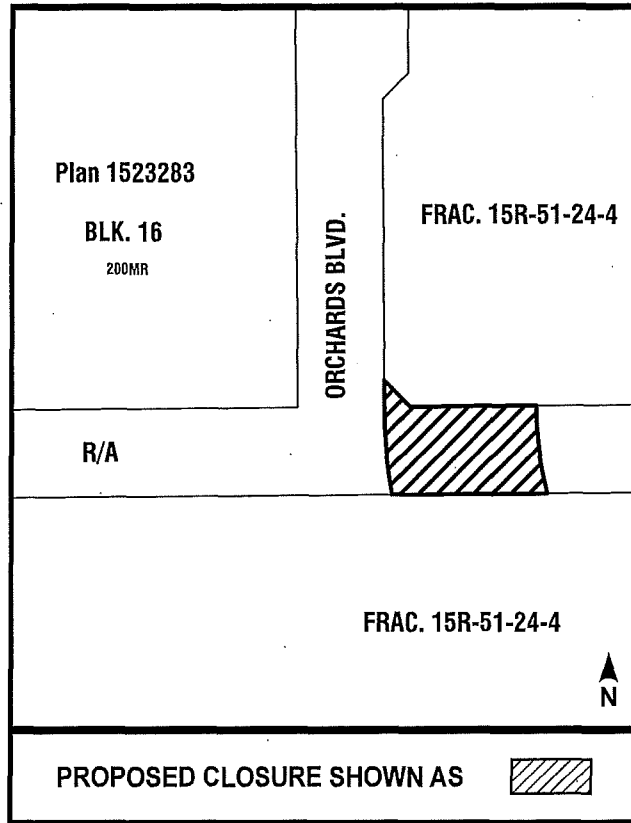 Plan 1523283
BLK. 16
200MR
ORCHARDS BLVD.
FRAC. 15R-51-24-4
R/A
FRAC. 15R-51-24-4
N
PROPOSED CLOSURE SHOWN AS